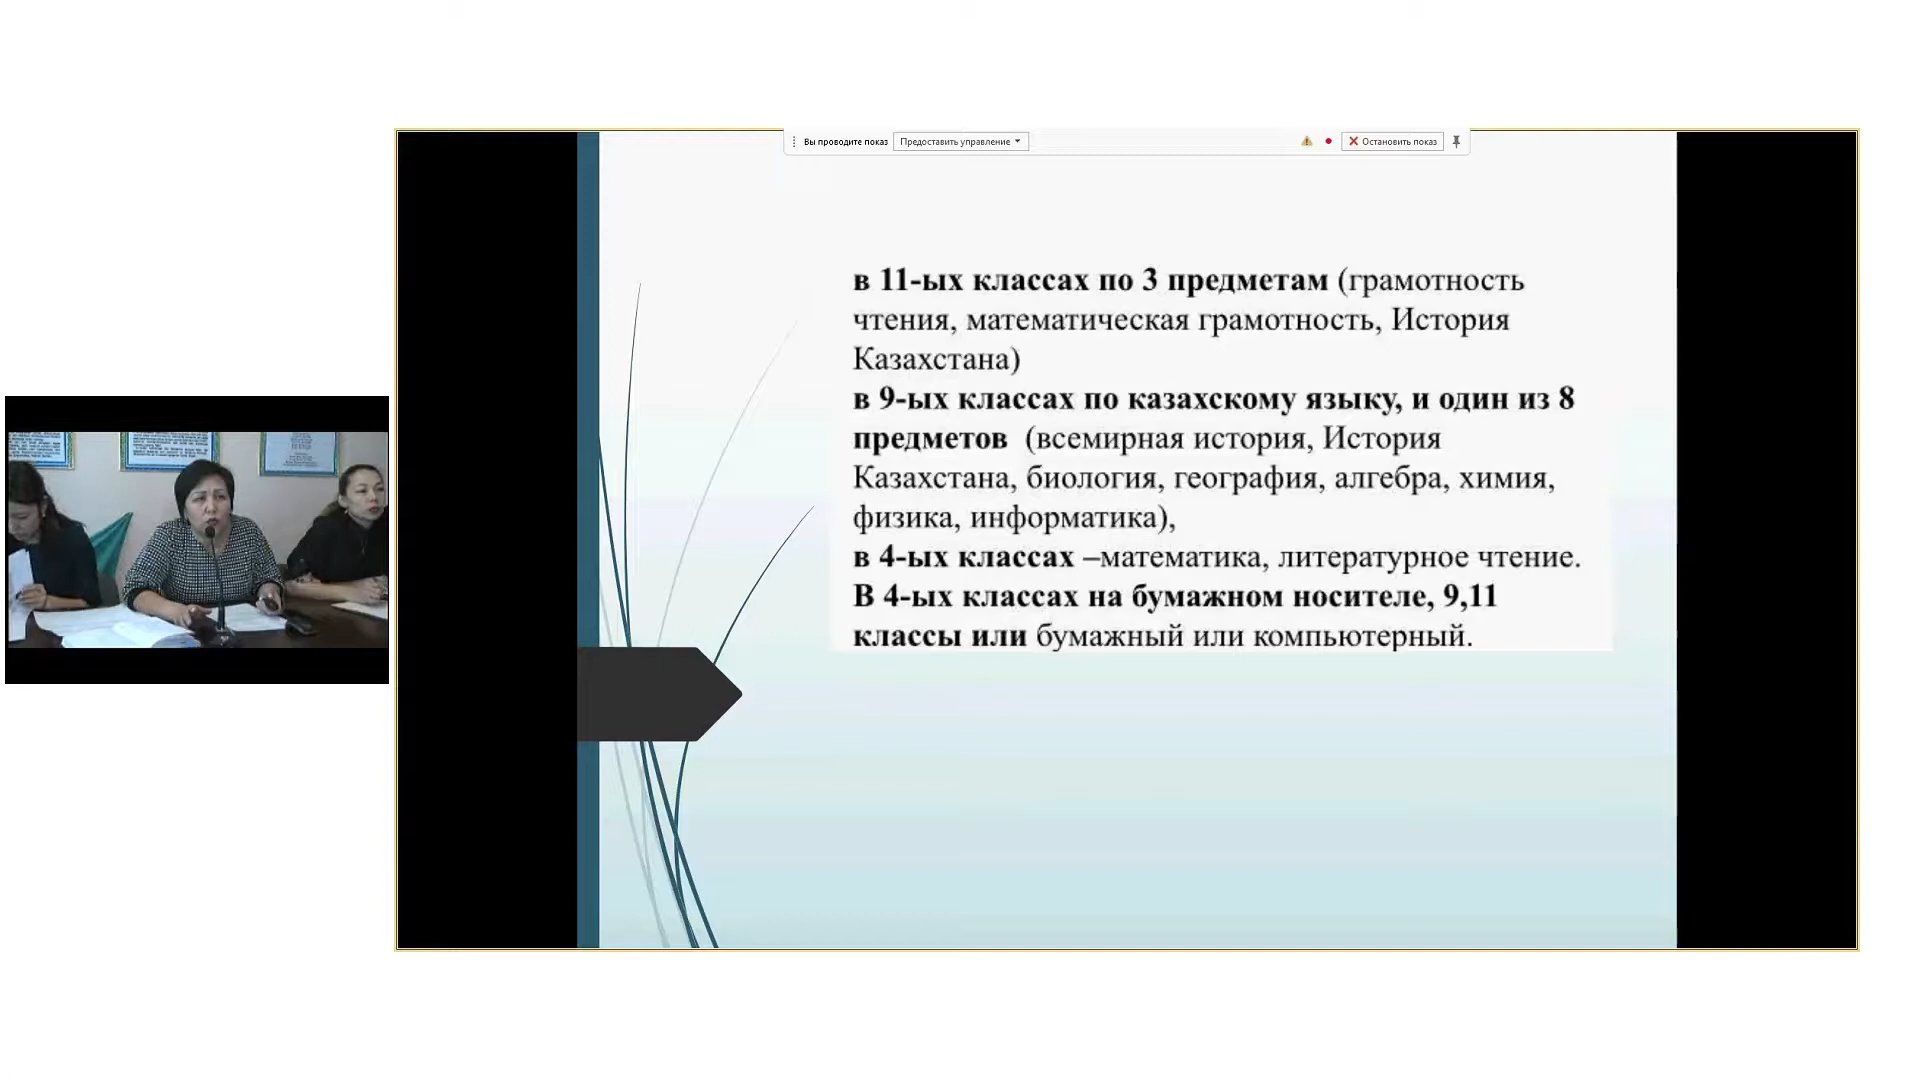 Вы проводите показ Предоставить управление Остановить показ
в 11-ых классах по 3 предметам (грамотность
чтения, математическая грамотность, История
Казахстана)
в 9-ых классах по казахскому языку, и один из 8
предметов (всемирная история, История
Казахстана, биология, география, алгебра, химия,
физика, информатика),
в 4-ых классах –математика, литературное чтение.
В 4-ых классах на бумажном носителе, 9,11
классы или бумажный или компьютерный.